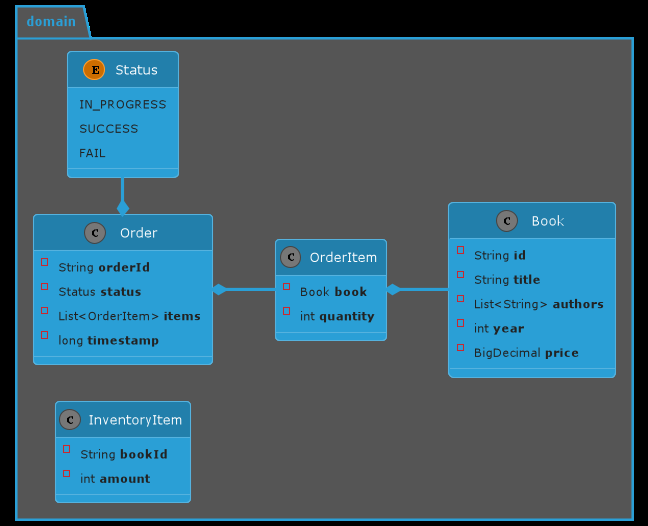 domain
E Status
IN_PROGRESS
SUCCESS
FAIL
C Order
String orderId
Status status
List<OrderItem> items
long timestamp
C OrderItem
Book book
int quantity
C Book
String id
String title
List<String> authors
int year
BigDecimal price
C InventoryItem
String bookId
int amount